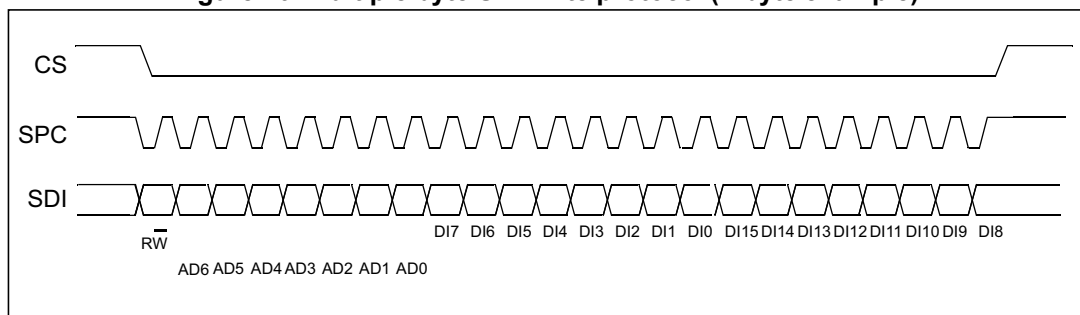 CS
SPC
SDI
RW
DI7 DI6 DI5 DI4 DI3 DI2 DI1 DI0 DI15 DI14 DI13 DI12 DI11 DI10 DI9 DI8
AD6 AD5 AD4 AD3 AD2 AD1 AD0